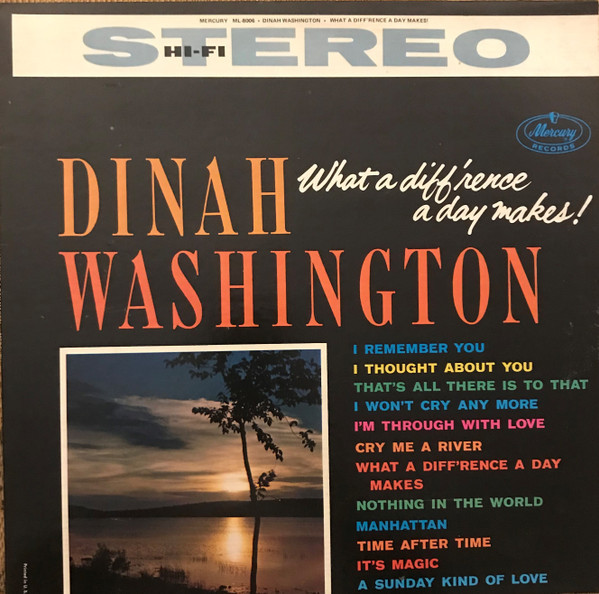 MERCURY ML-8006 • DINAH WASHINGTON • WHAT A DIFF'RENCE A DAY MAKES!
STEREO
HI-FI
Mercury
RECORDS
DINAH
What a diff'rence
a day makes!
WASHINGTON
I REMEMBER YOU
I THOUGHT ABOUT YOU
THAT'S ALL THERE IS TO THAT
I WON'T CRY ANY MORE
I'M THROUGH WITH LOVE
CRY ME A RIVER
WHAT A DIFF'RENCE A DAY
MAKES
NOTHING IN THE WORLD
MANHATTAN
TIME AFTER TIME
IT'S MAGIC
A SUNDAY KIND OF LOVE
Printed in U.S.